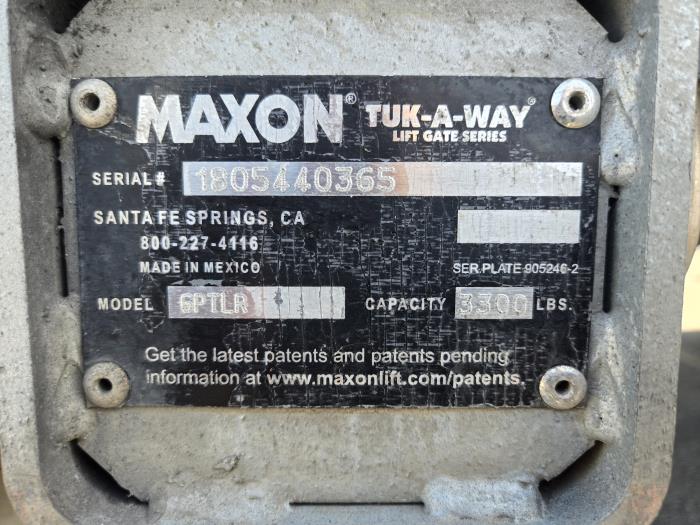 MAXON® TUK-A-WAY®
LIFT GATE SERIES
SERIAL# 1805440365
SANTA FE SPRINGS, CA
800-227-4116
MADE IN MEXICO SER. PLATE 905246-2
MODEL GPTLR CAPACITY 3300 LBS.
Get the latest patents and patents pending
information at www.maxonlift.com/patents.